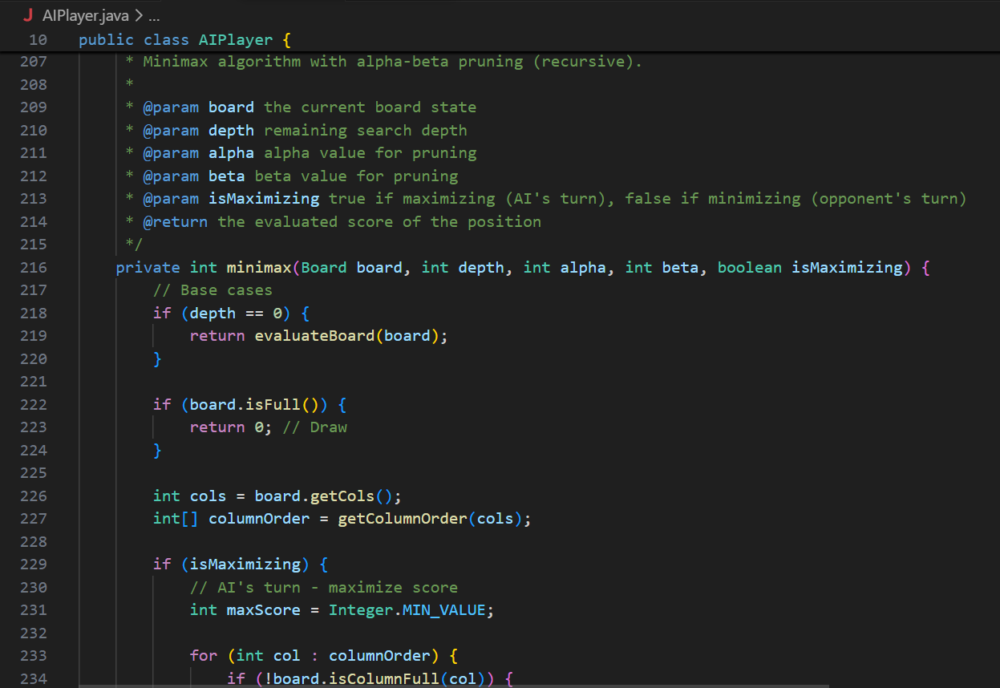 J AIPlayer.java > ...
10 public class AIPlayer {
207 * Minimax algorithm with alpha-beta pruning (recursive).
208 *
209 * @param board the current board state
210 * @param depth remaining search depth
211 * @param alpha alpha value for pruning
212 * @param beta beta value for pruning
213 * @param isMaximizing true if maximizing (AI's turn), false if minimizing (opponent's turn)
214 * @return the evaluated score of the position
215 */
216 private int minimax(Board board, int depth, int alpha, int beta, boolean isMaximizing) {
217 // Base cases
218 if (depth == 0) {
219 return evaluateBoard(board);
220 }
221
222 if (board.isFull()) {
223 return 0; // Draw
224 }
225
226 int cols = board.getCols();
227 int[] columnOrder = getColumnOrder(cols);
228
229 if (isMaximizing) {
230 // AI's turn - maximize score
231 int maxScore = Integer.MIN_VALUE;
232
233 for (int col : columnOrder) {
234 if (!board.isColumnFull(col)) {